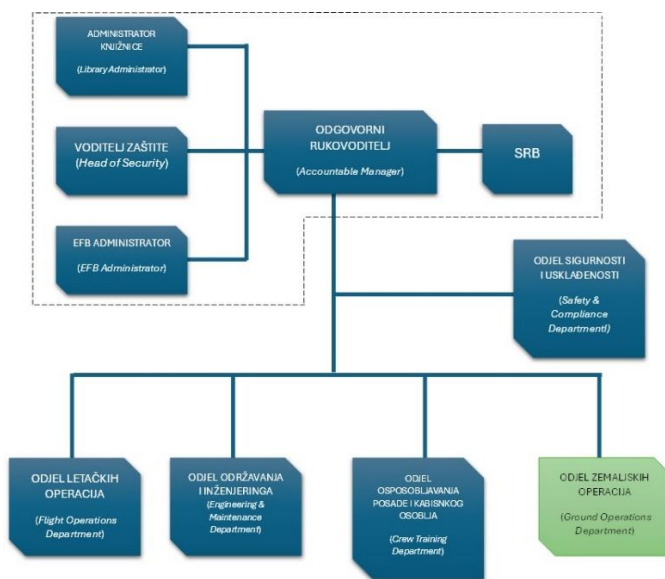 ADMINISTRATOR
KNJIŽNICE
(Library Administrator)
VODITELJ ZAŠTITE
(Head of Security)
EFB ADMINISTRATOR
(EFB Administrator)
ODGOVORNI
RUKOVODITELJ
(Accountable Manager)
SRB
ODJEL SIGURNOSTI
I USKLAĐENOSTI
(Safety &
Compliance
Departmentl)
ODJEL LETAČKIH
OPERACIJA
(Flight Operations
Department)
ODJEL ODRŽAVANJA
I INŽENJERINGA
(Engineering &
Maintenance
Department)
ODJEL
OSPOSOBLJAVANJA
POSADE I KABISNKOG
OSOBLJA
(Crew Training
Department)
ODJEL ZEMALJSKIH
OPERACIJA
(Ground Operations
Department)